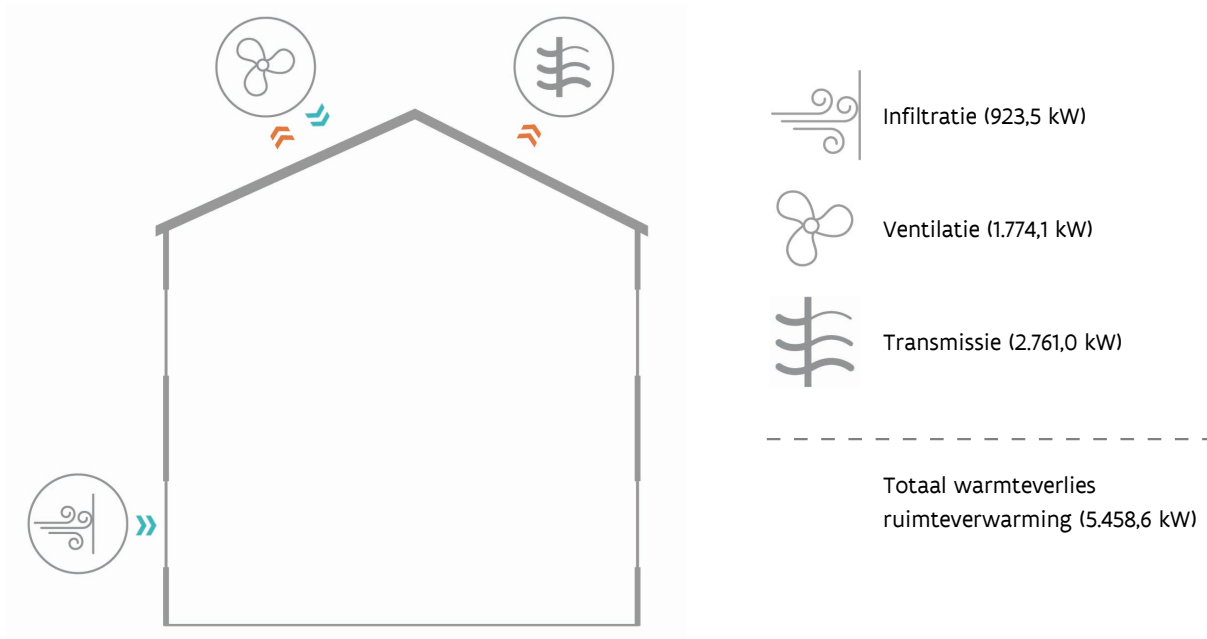 Infiltratie (923,5 kW)
Ventilatie (1.774,1 kW)
Transmissie (2.761,0 kW)
Totaal warmteverlies
ruimteverwarming (5.458,6 kW)